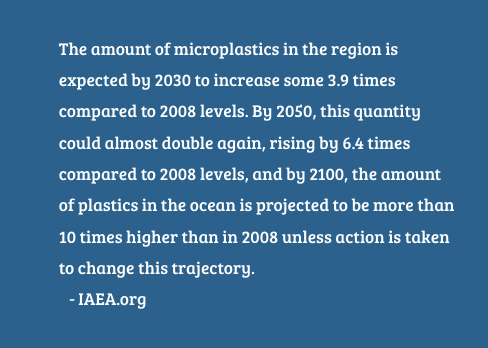 The amount of microplastics in the region is
expected by 2030 to increase some 3.9 times
compared to 2008 levels. By 2050, this quantity
could almost double again, rising by 6.4 times
compared to 2008 levels, and by 2100, the amount
of plastics in the ocean is projected to be more than
10 times higher than in 2008 unless action is taken
to change this trajectory.
- IAEA.org